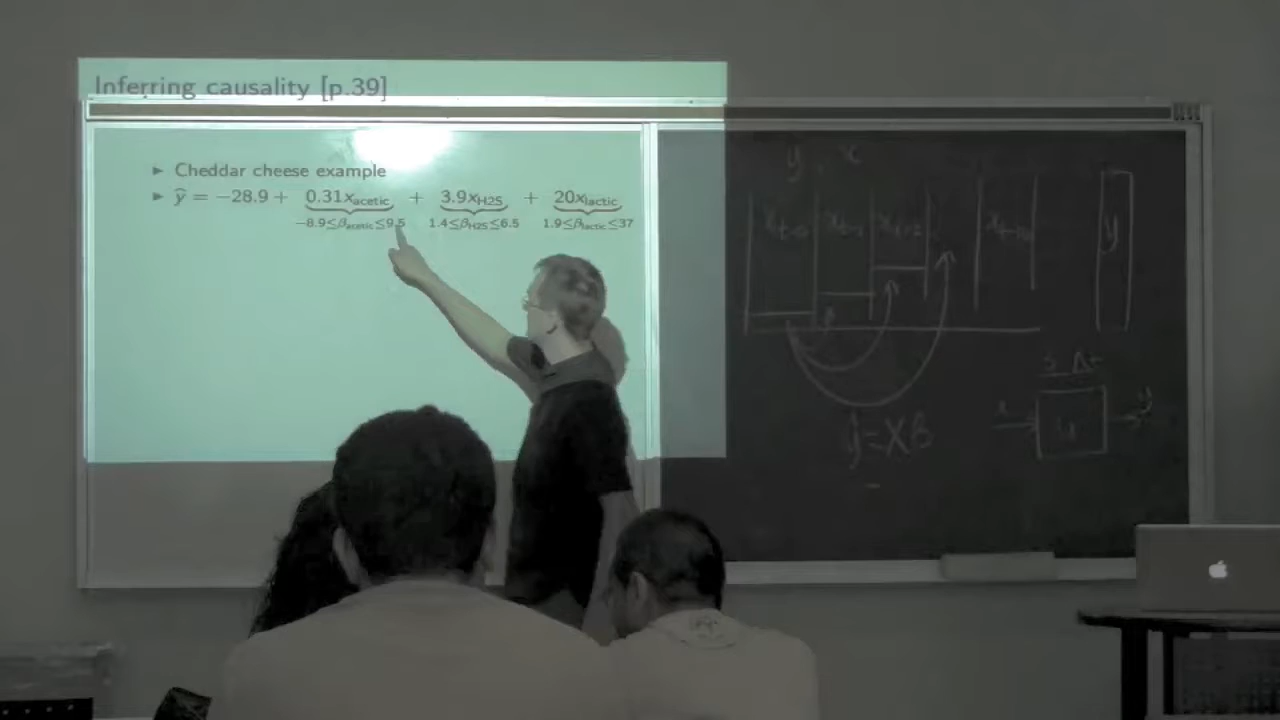 Inferring causality [p.39]
► Cheddar cheese example
► ŷ = −28.9 + 0.31x_acetic + 3.9x_H2S + 20x_lactic
−8.9≤β_acetic≤9.5 1.4≤β_H2S≤6.5 1.9≤β_lactic≤37
y, x
y
y=Xβ